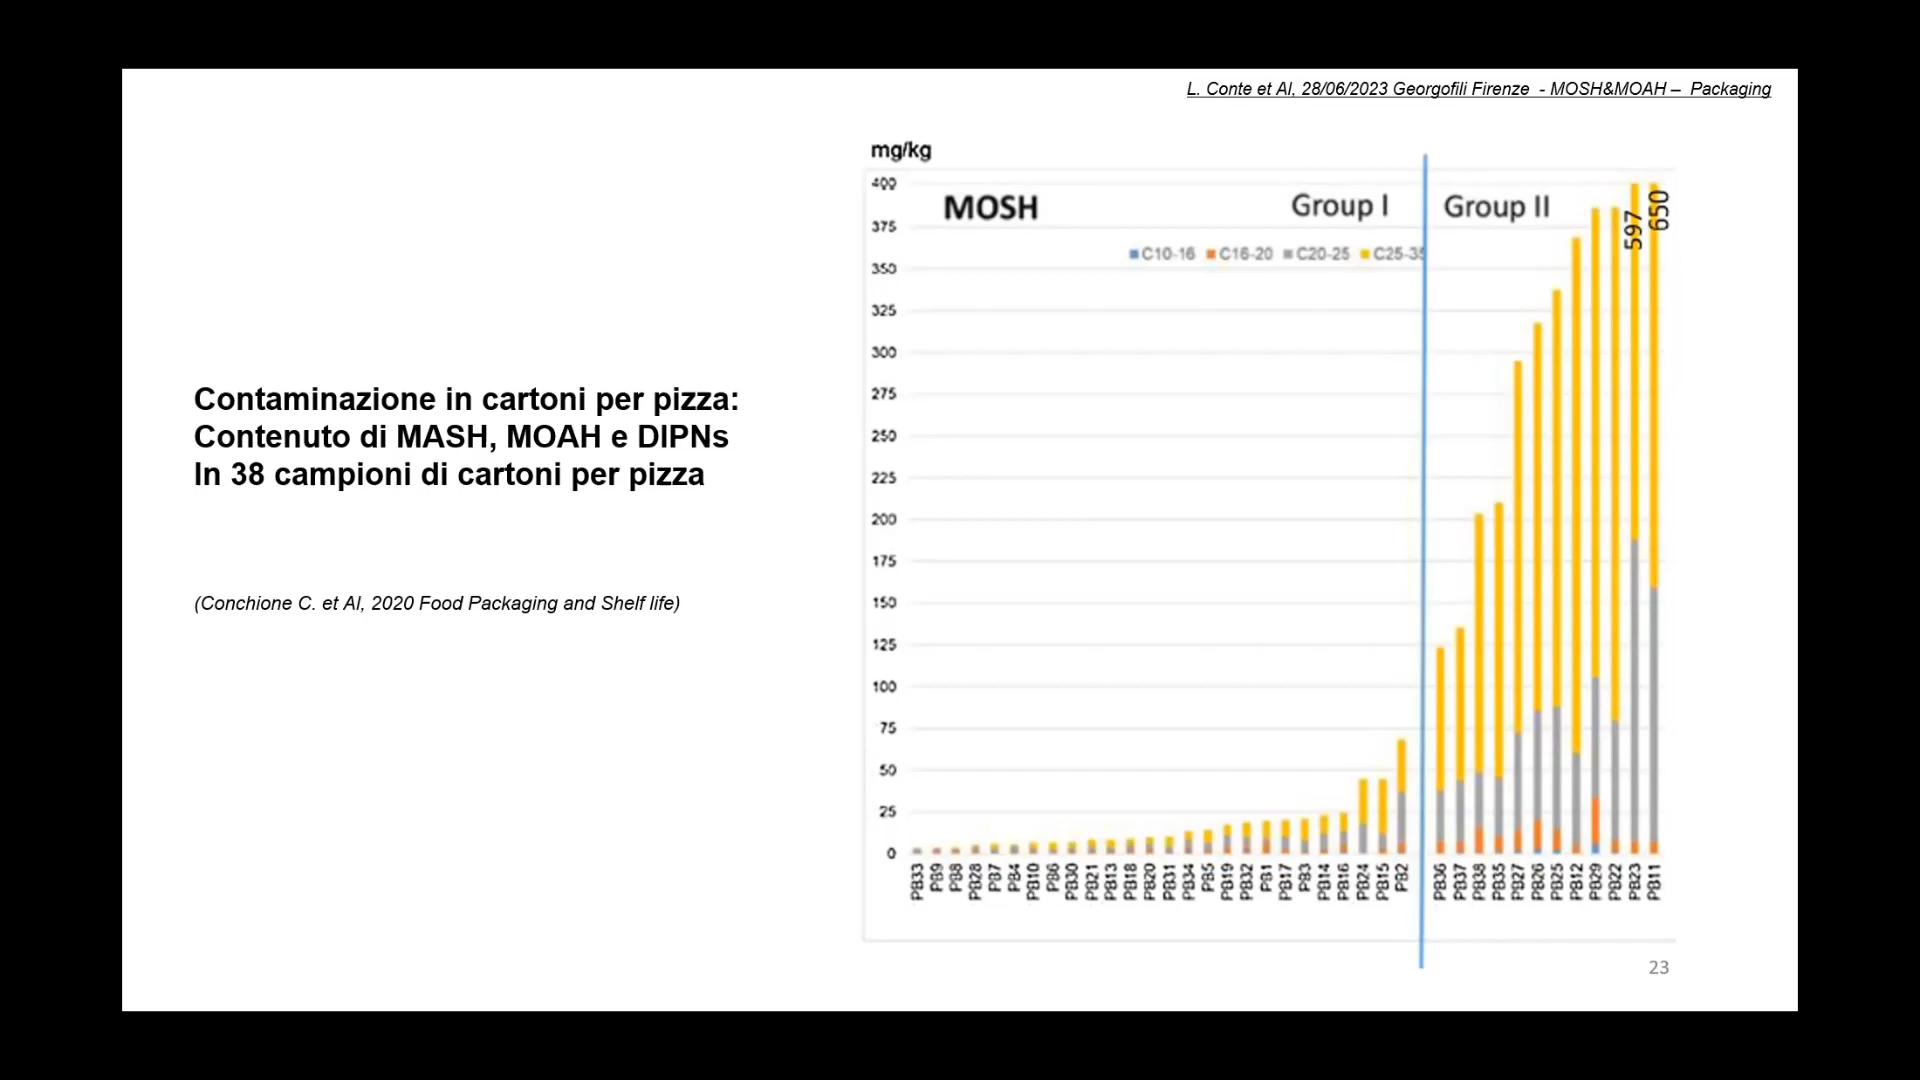 L. Conte et Al, 28/06/2023 Georgofili Firenze - MOSH&MOAH – Packaging
Contaminazione in cartoni per pizza:
Contenuto di MASH, MOAH e DIPNs
In 38 campioni di cartoni per pizza
(Conchione C. et Al, 2020 Food Packaging and Shelf life)
mg/kg
MOSH
Group I
Group II
C10-16 C16-20 C20-25 C25-35
597
650
400
375
350
325
300
275
250
225
200
175
150
125
100
75
50
25
0
PB33
PB9
PB8
PB28
PB7
PB4
PB10
PB6
PB30
PB21
PB13
PB18
PB20
PB31
PB34
PB5
PB19
PB32
PB1
PB17
PB3
PB14
PB16
PB24
PB15
PB2
PB36
PB37
PB38
PB35
PB27
PB26
PB25
PB12
PB29
PB22
PB23
PB11
23